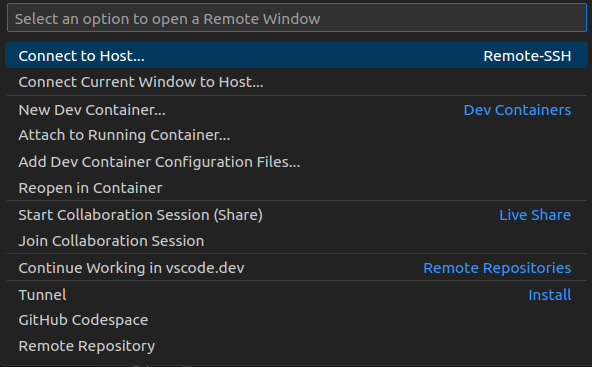 Select an option to open a Remote Window
Connect to Host... Remote-SSH
Connect Current Window to Host...
New Dev Container... Dev Containers
Attach to Running Container...
Add Dev Container Configuration Files...
Reopen in Container
Start Collaboration Session (Share) Live Share
Join Collaboration Session
Continue Working in vscode.dev Remote Repositories
Tunnel Install
GitHub Codespace
Remote Repository